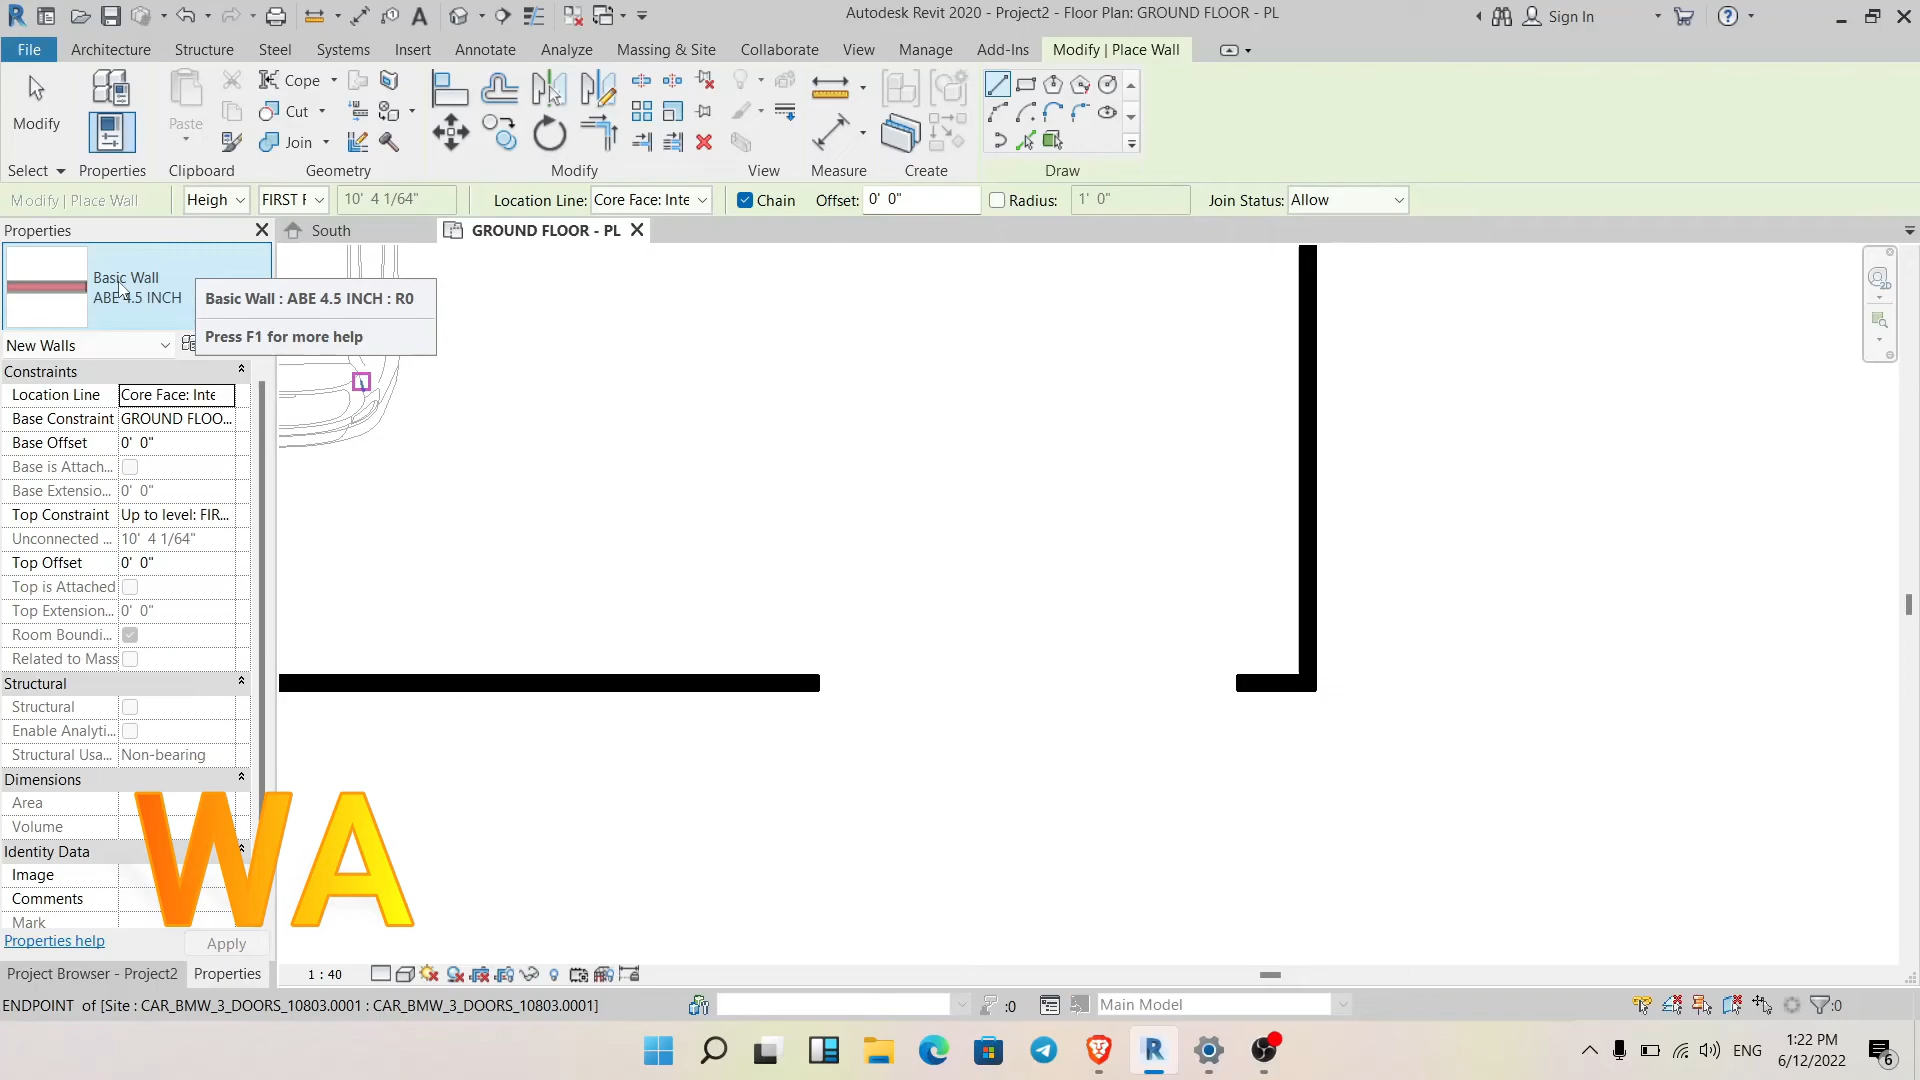 Autodesk Revit 2020 - Project2 - Floor Plan: GROUND FLOOR - PL
Sign In
File Architecture Structure Steel Systems Insert Annotate Analyze Massing & Site Collaborate View Manage Add-Ins Modify | Place Wall
Modify
Paste
Cope
Cut
Join
Select Properties Clipboard Geometry Modify View Measure Create Draw
Modify | Place Wall Heigh FIRST F 10' 4 1/64" Location Line: Core Face: Inte Chain Offset: 0' 0" Radius: 1' 0" Join Status: Allow
Properties
South GROUND FLOOR - PL
Basic Wall
ABE 4.5 INCH
Basic Wall : ABE 4.5 INCH : R0
Press F1 for more help
New Walls
Constraints
Location Line Core Face: Inte
Base Constraint GROUND FLOO...
Base Offset 0' 0"
Base is Attach...
Base Extensio... 0' 0"
Top Constraint Up to level: FIR...
Unconnected ... 10' 4 1/64"
Top Offset 0' 0"
Top is Attached
Top Extension... 0' 0"
Room Boundi...
Related to Mass
Structural
Structural
Enable Analyti...
Structural Usa... Non-bearing
Dimensions
Area
Volume
Identity Data
Image
Comments
Mark
WA
Properties help Apply
Project Browser - Project2 Properties
1 : 40
ENDPOINT of [Site : CAR_BMW_3_DOORS_10803.0001 : CAR_BMW_3_DOORS_10803.0001]
:0
Main Model
:0
ENG
1:22 PM
6/12/2022
6